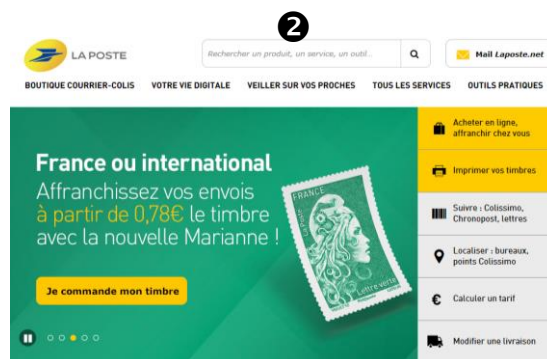 2
LA POSTE
Rechercher un produit, un service, un outil...
Mail Laposte.net
BOUTIQUE COURRIER-COLIS VOTRE VIE DIGITALE VEILLER SUR VOS PROCHES TOUS LES SERVICES OUTILS PRATIQUES
France ou international
Affranchissez vos envois
à partir de 0,78€ le timbre
avec la nouvelle Marianne !
Je commande mon timbre
FRANCE
La Poste
Lettre verte
Acheter en ligne,
affranchir chez vous
Imprimer vos timbres
Suivre : Colissimo,
Chronopost, lettres
Localiser : bureaux,
points Colissimo
Calculer un tarif
Modifier une livraison